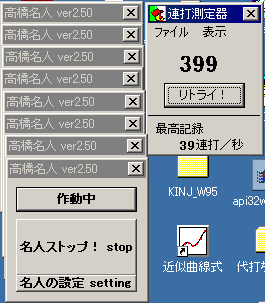 高橋名人 ver2.50
高橋名人 ver2.50
高橋名人 ver2.50
高橋名人 ver2.50
高橋名人 ver2.50
高橋名人 ver2.50
高橋名人 ver2.50
高橋名人 ver2.50
作動中
名人ストップ！ stop
名人の設定 setting
連打測定器
ファイル 表示
399
リトライ！
最高記録
39連打／秒
KINJ_W95
api32v
近似曲線式
代打な